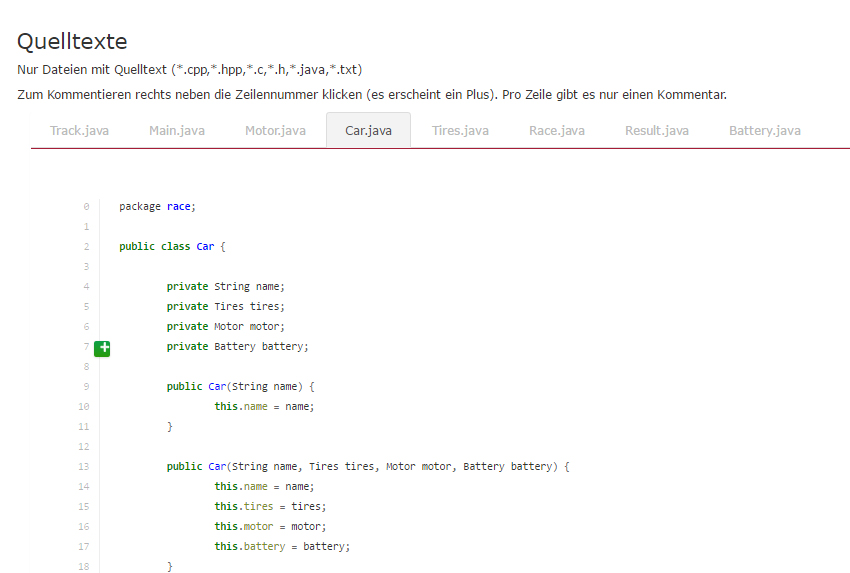 Quelltexte
Nur Dateien mit Quelltext (*.cpp,*.hpp,*.c,*.h,*.java,*.txt)
Zum Kommentieren rechts neben die Zeilennummer klicken (es erscheint ein Plus). Pro Zeile gibt es nur einen Kommentar.
Track.java Main.java Motor.java Car.java Tires.java Race.java Result.java Battery.java
0 package race;
1
2 public class Car {
3
4 private String name;
5 private Tires tires;
6 private Motor motor;
7 + private Battery battery;
8
9 public Car(String name) {
10 this.name = name;
11 }
12
13 public Car(String name, Tires tires, Motor motor, Battery battery) {
14 this.name = name;
15 this.tires = tires;
16 this.motor = motor;
17 this.battery = battery;
18 }